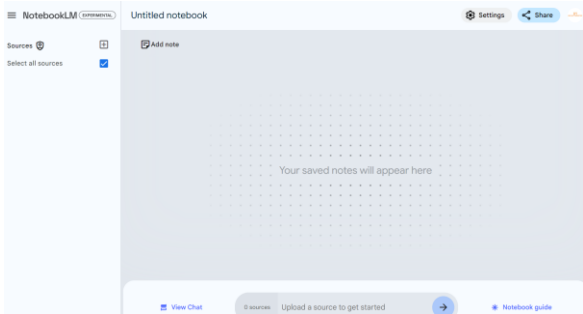 NotebookLM EXPERIMENTAL
Untitled notebook
Settings
Share
Sources
Select all sources
Add note
Your saved notes will appear here
View Chat
0 sources
Upload a source to get started
Notebook guide